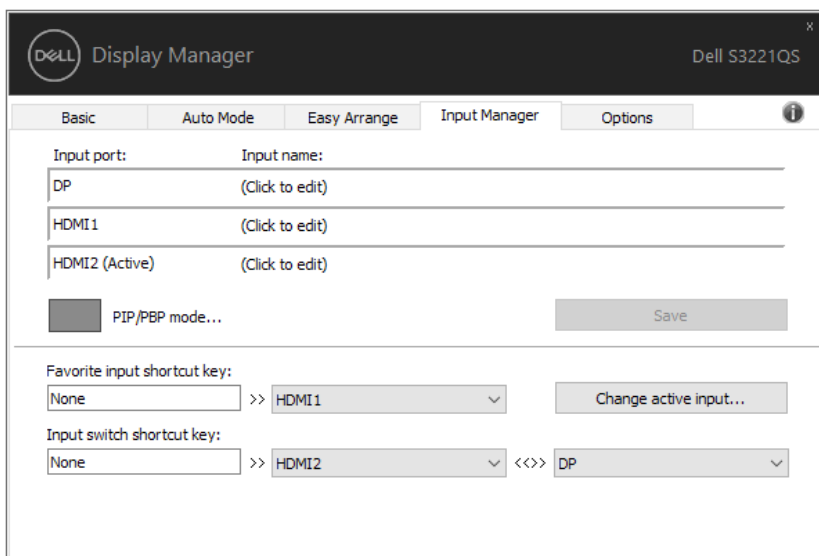 x
DELL Display Manager Dell S3221QS
Basic Auto Mode Easy Arrange Input Manager Options i
Input port: Input name:
DP (Click to edit)
HDMI1 (Click to edit)
HDMI2 (Active) (Click to edit)
PIP/PBP mode... Save
Favorite input shortcut key:
None >> HDMI1 Change active input...
Input switch shortcut key:
None >> HDMI2 <<>> DP